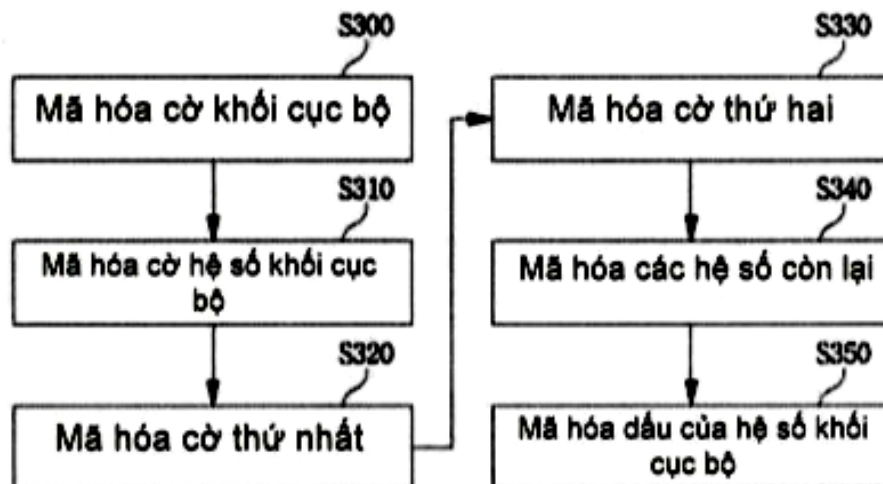 S300
Mã hóa cờ khối cục bộ
S310
Mã hóa cờ hệ số khối cục
bộ
S320
Mã hóa cờ thứ nhất
S330
Mã hóa cờ thứ hai
S340
Mã hóa các hệ số còn lại
S350
Mã hóa dấu của hệ số khối
cục bộ